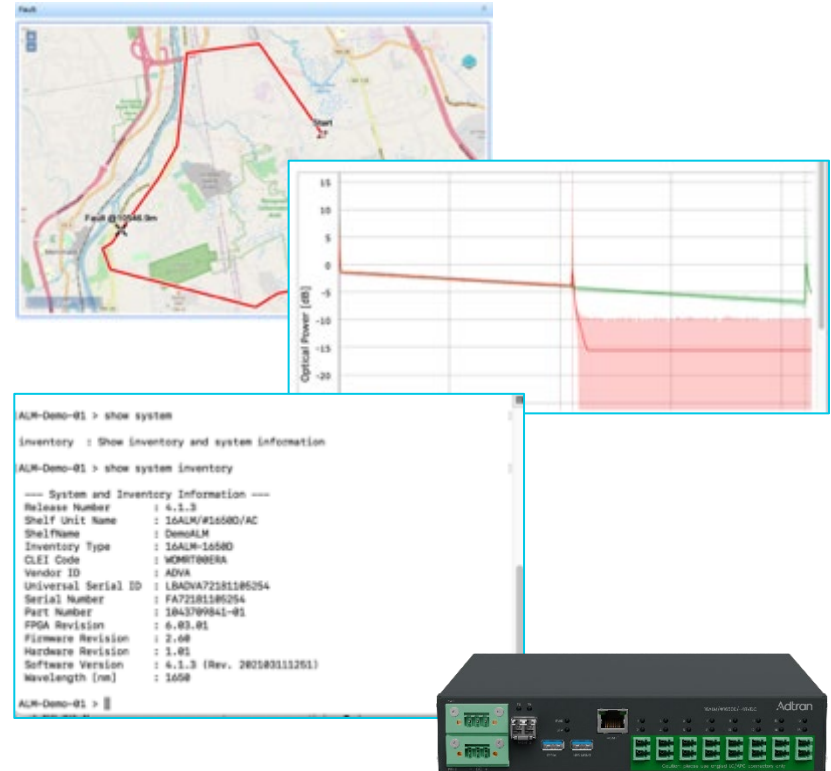 Fault
Start
Fault @10546.9m
15
10
5
0
-5
-10
-15
-20
Optical Power [dB]
ALM-Demo-01 > show system
inventory : Show inventory and system information
ALM-Demo-01 > show system inventory
--- System and Inventory Information ---
Release Number : 4.1.3
Shelf Unit Name : 16ALM/#1650D/AC
ShelfName : DemoALM
Inventory Type : 16ALM-1650D
CLEI Code : WOMRT00ERA
Vendor ID : ADVA
Universal Serial ID : LBADVA72181105254
Serial Number : FA72181105254
Part Number : 1043709841-01
FPGA Revision : 6.03.01
Firmware Revision : 2.60
Hardware Revision : 1.01
Software Version : 4.1.3 (Rev. 202103111251)
Wavelength [nm] : 1650
ALM-Demo-01 >
Adtran